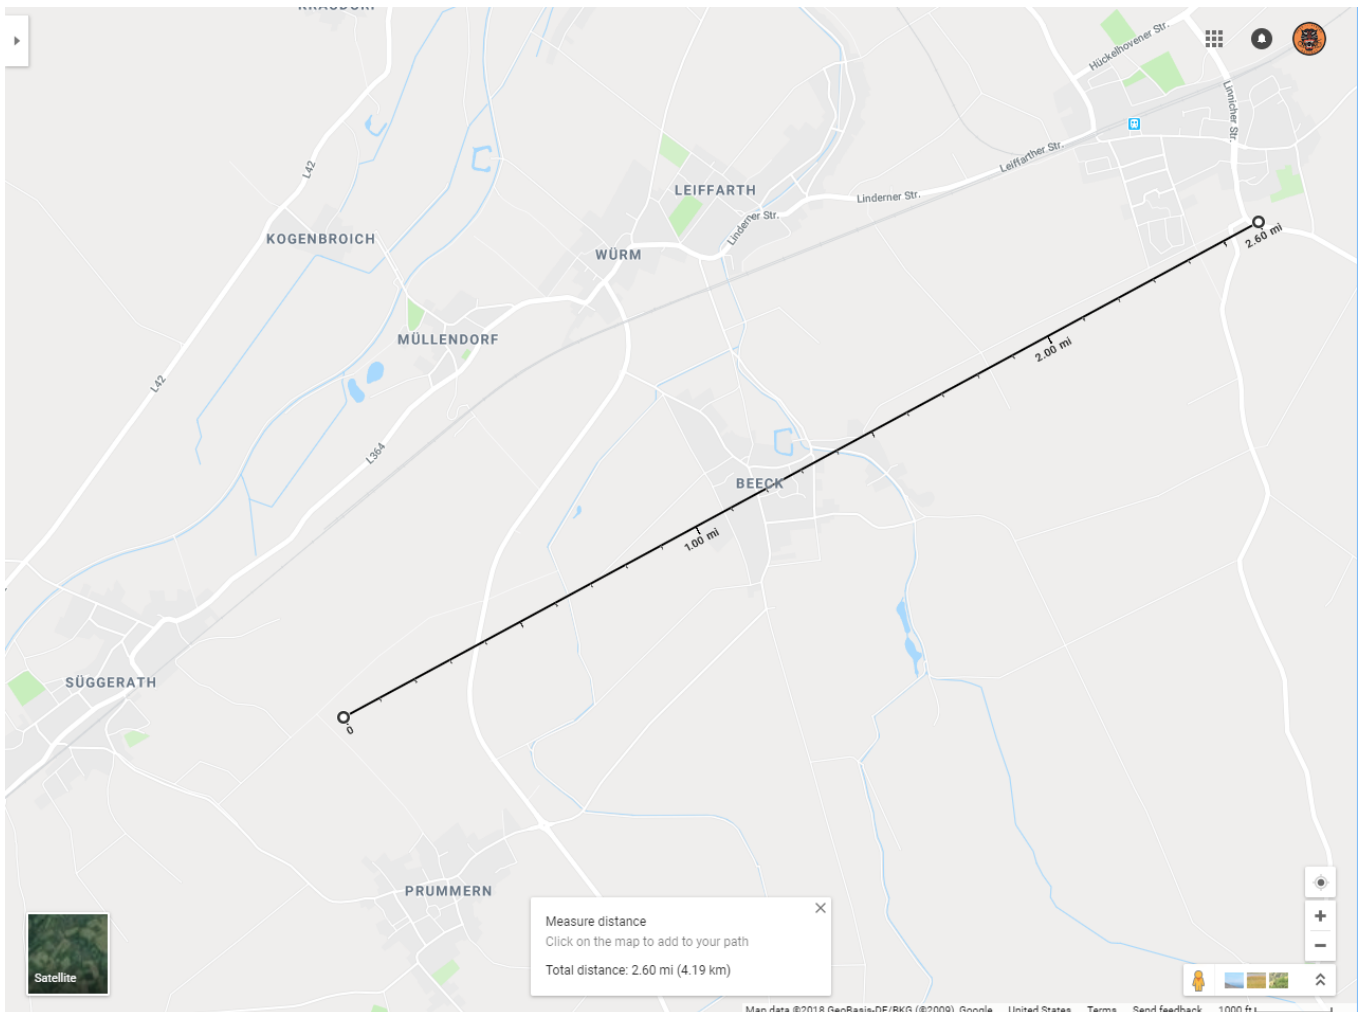 Hückelhovener Str.
Linnicher Str.
L42
Leiffarther Str.
LEIFFARTH
Linderner Str.
Linderner Str.
KOGENBROICH
WÜRM
2.60 mi
MÜLLENDORF
2.00 mi
L42
L364
BEECK
1.00 mi
SÜGGERATH
0
PRUMMERN
Measure distance
Click on the map to add to your path
Total distance: 2.60 mi (4.19 km)
Satellite
Map data ©2018 GeoBasis-DE/BKG (©2009), Google United States Terms Send feedback 1000 ft